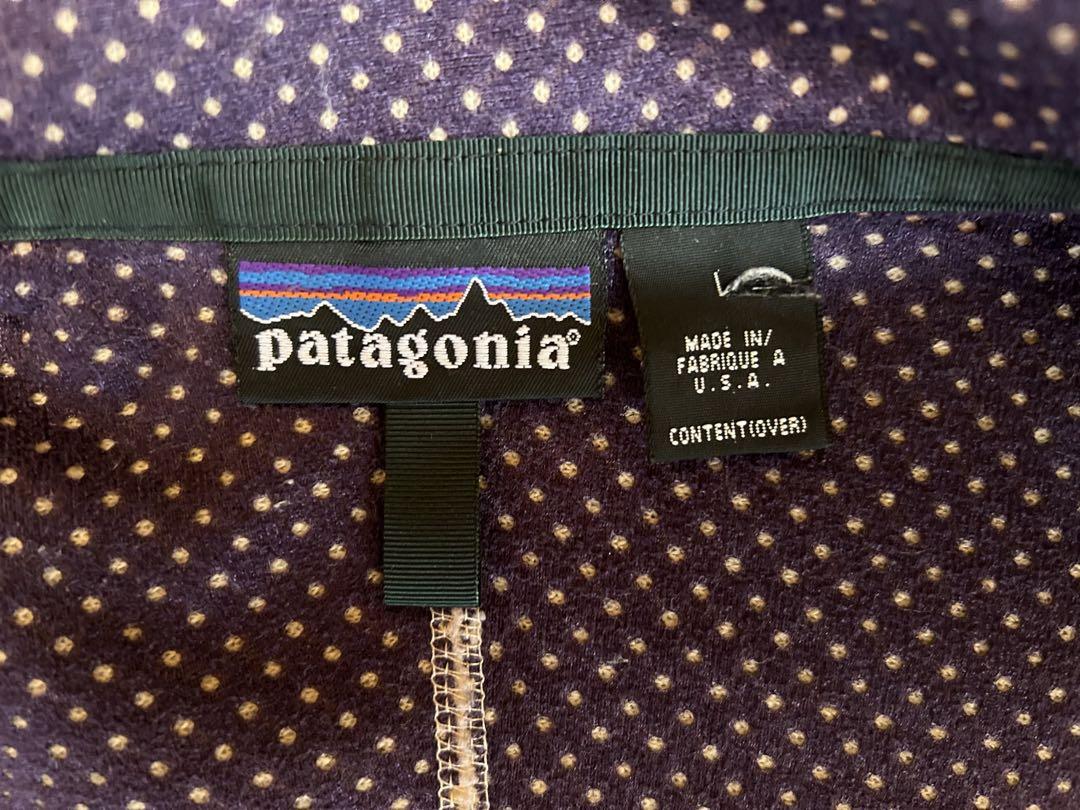 patagonia®
MADE IN/
FABRIQUE A
U.S.A.
CONTENT(OVER)